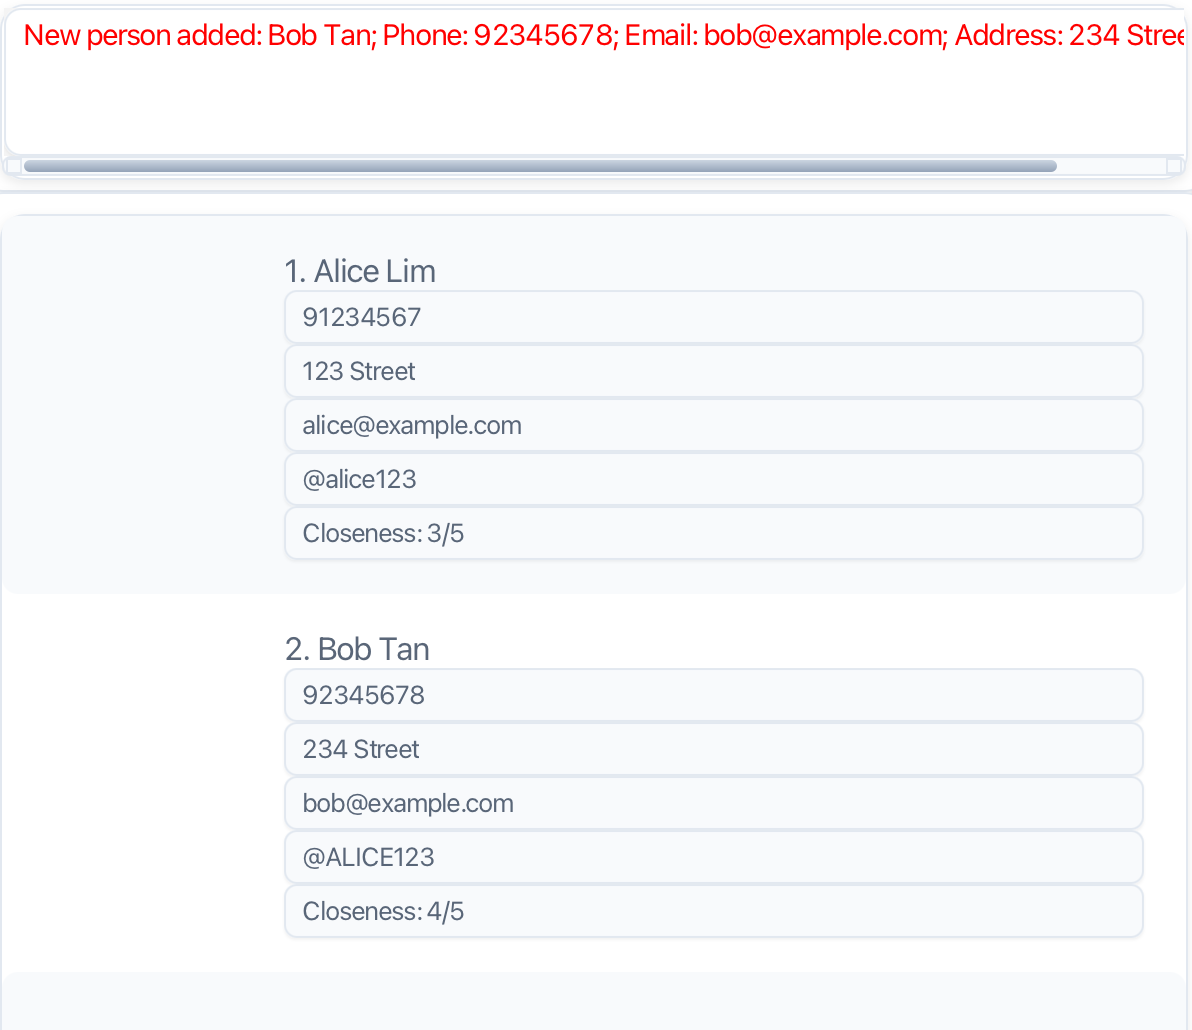 New person added: Bob Tan; Phone: 92345678; Email: bob@example.com; Address: 234
1. Alice Lim
91234567
123 Street
alice@example.com
@alice123
Closeness: 3/5
2. Bob Tan
92345678
234 Street
bob@example.com
@ALICE123
Closeness: 4/5